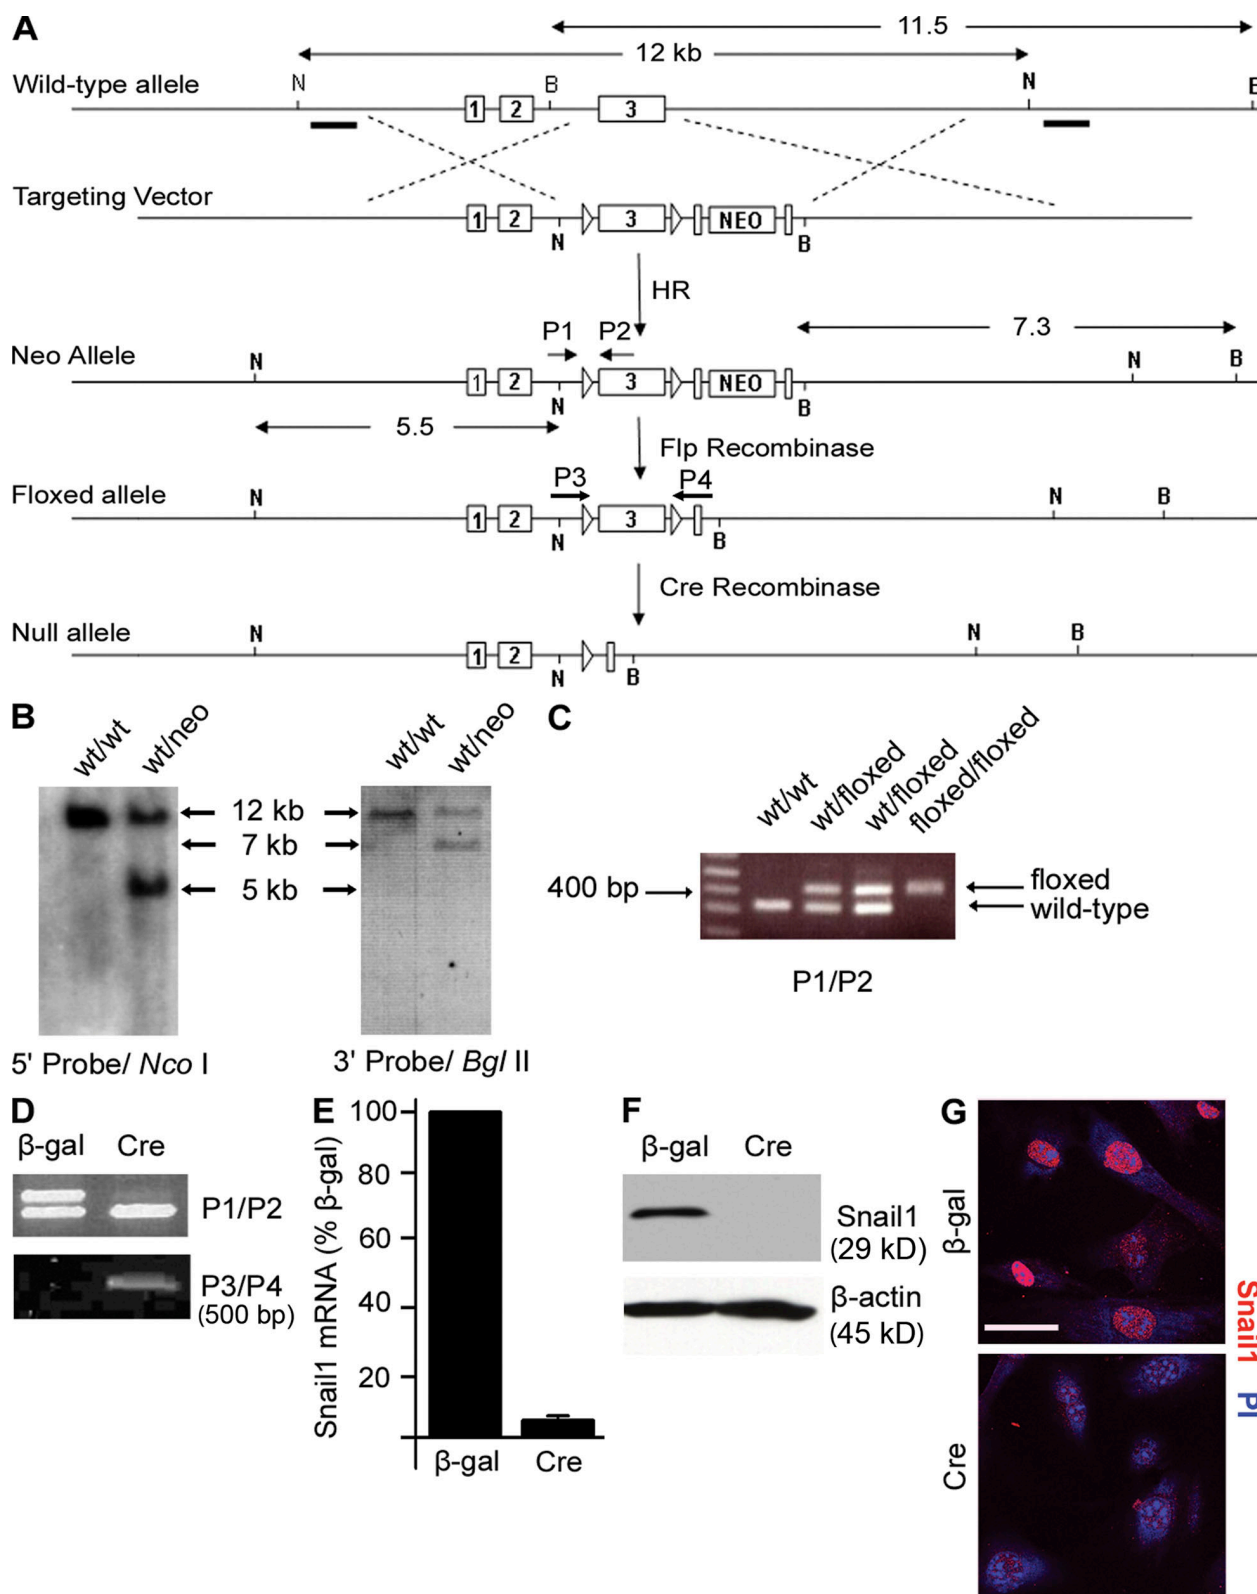 A
11.5
12 kb
Wild-type allele
N
B
N
B
1
2
3
Targeting Vector
1
2
3
NEO
N
B
HR
P1
P2
7.3
Neo Allele
N
N
B
1
2
3
NEO
N
B
5.5
Flp Recombinase
P3
P4
Floxed allele
N
N
B
1
2
3
N
B
Cre Recombinase
Null allele
N
N
B
1
2
N
B
B
wt/wt
wt/neo
wt/wt
wt/neo
12 kb
7 kb
5 kb
5' Probe/ Nco I
3' Probe/ Bgl II
C
wt/wt
wt/floxed
wt/floxed
floxed/floxed
400 bp
floxed
wild-type
P1/P2
D
β-gal
Cre
P1/P2
P3/P4
(500 bp)
E
Snail1 mRNA (% β-gal)
100
80
60
40
20
β-gal
Cre
F
β-gal
Cre
Snail1
(29 kD)
β-actin
(45 kD)
G
β-gal
Cre
Snail1 PI